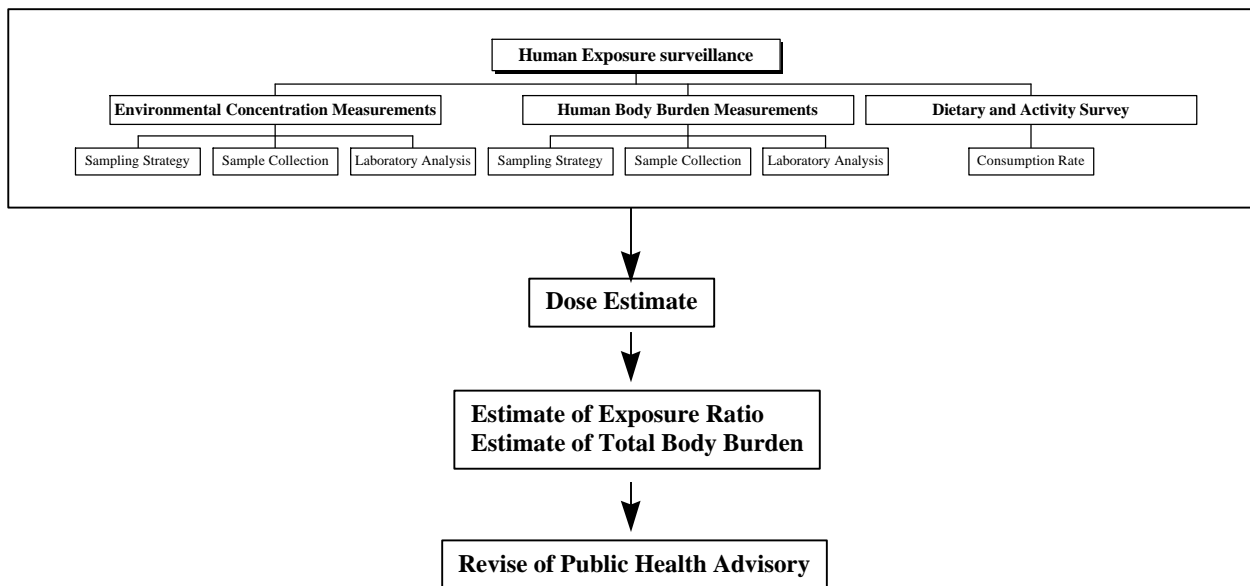 Human Exposure surveillance
Environmental Concentration Measurements
Human Body Burden Measurements
Dietary and Activity Survey
Sampling Strategy
Sample Collection
Laboratory Analysis
Sampling Strategy
Sample Collection
Laboratory Analysis
Consumption Rate
Dose Estimate
Estimate of Exposure Ratio
Estimate of Total Body Burden
Revise of Public Health Advisory